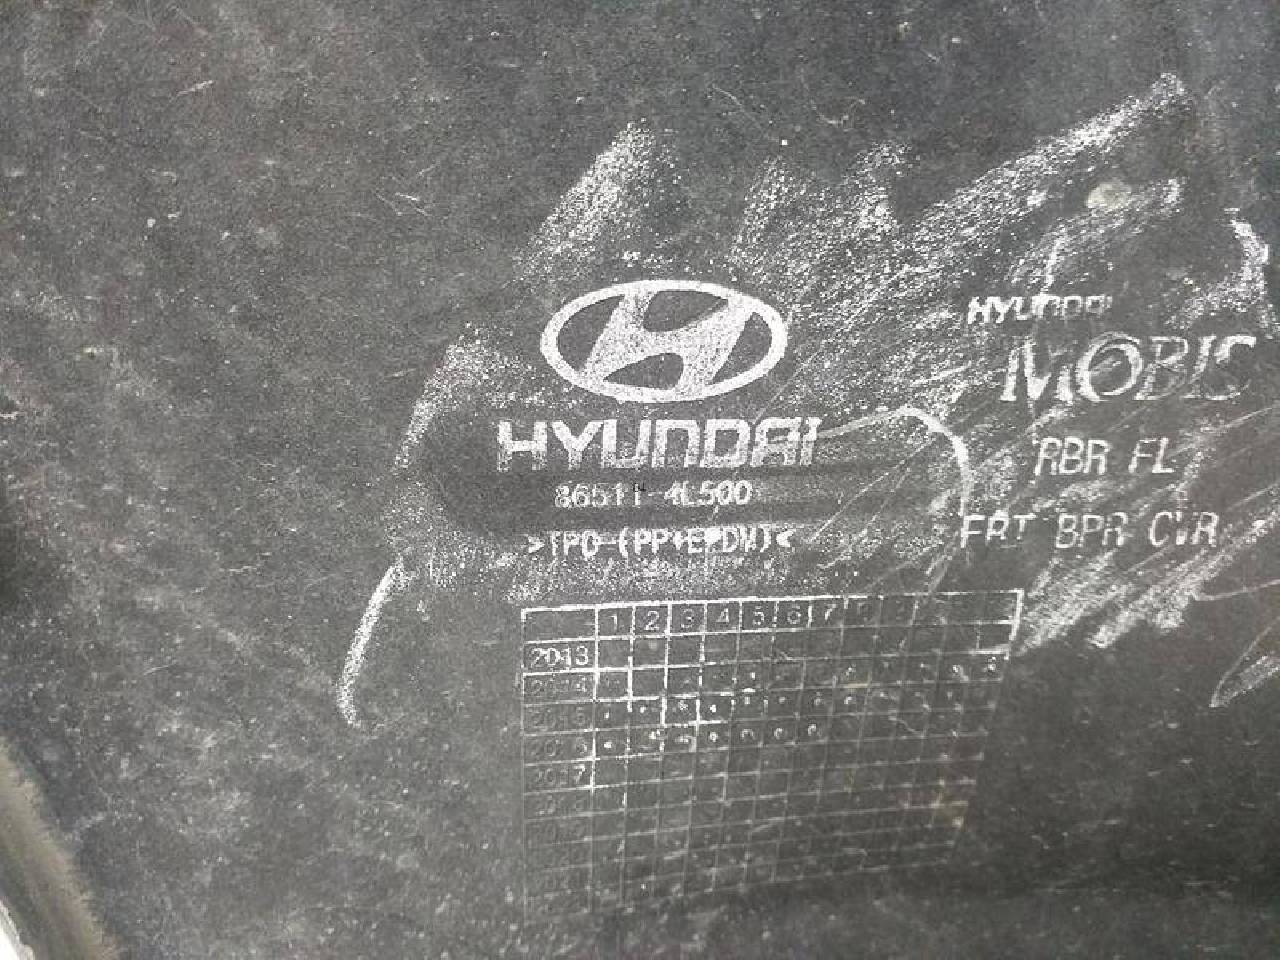 HYUNDAI
86511-4L500
>TPO-(PP+EPDM)<
HYUNDAI
MOBIS
RBR FL
FRT BPR CVR
1 2 3 4 5 6 7 8
2013
2014
2015
2016
2017